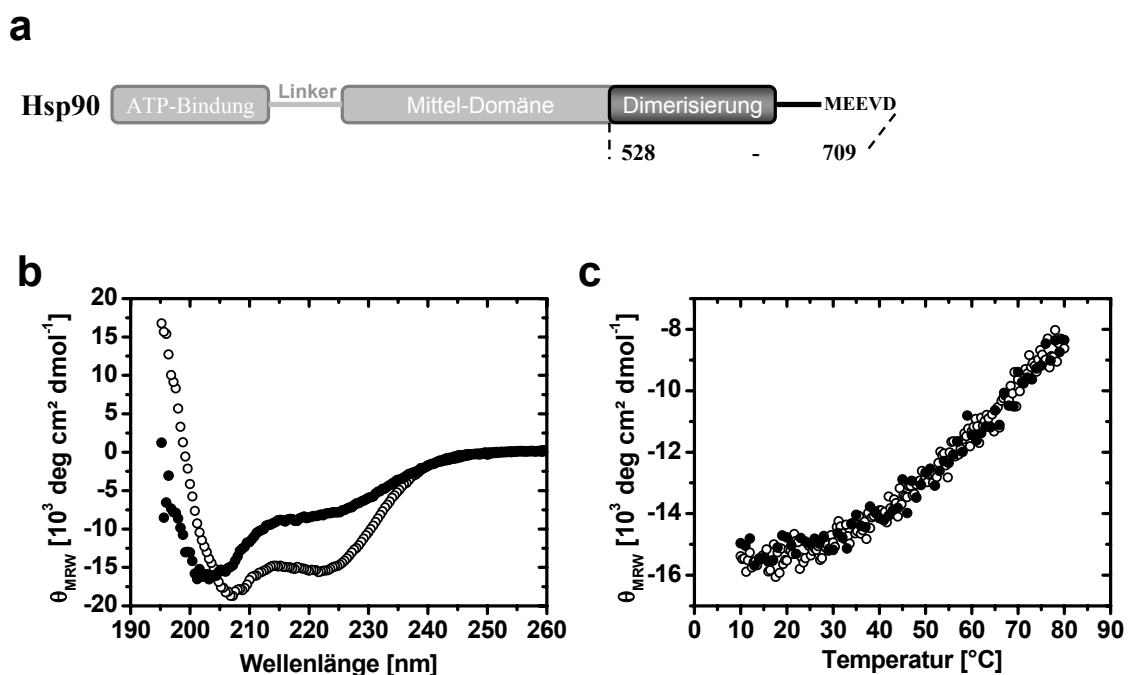 a
Linker
Hsp90 ATP-Bindung Mittel-Domäne Dimerisierung MEEVD
528 - 709
b
c
20
15
10
5
0
-5
-10
-15
-20
θMRW [10³ deg cm² dmol⁻¹]
190 200 210 220 230 240 250 260
Wellenlänge [nm]
-8
-10
-12
-14
-16
θMRW [10³ deg cm² dmol⁻¹]
0 10 20 30 40 50 60 70 80 90
Temperatur [°C]